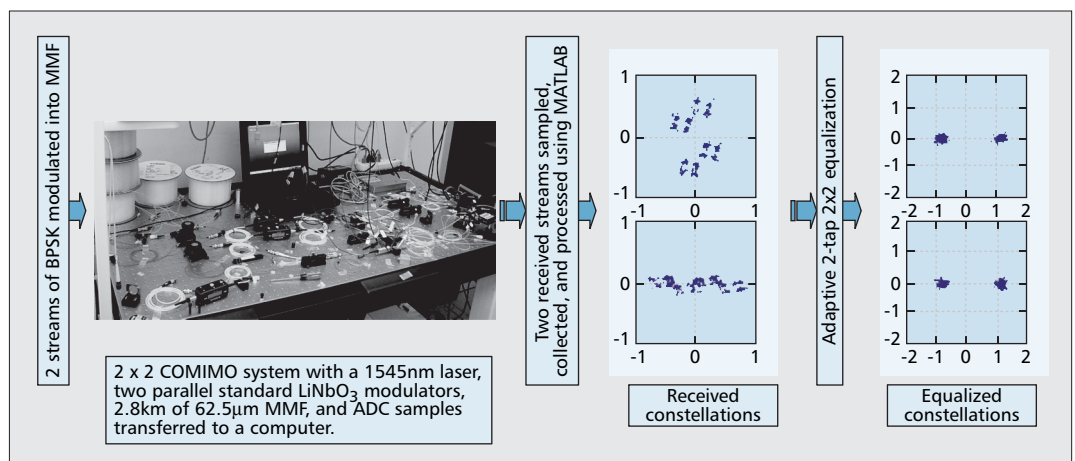 2 streams of BPSK modulated into MMF
2 x 2 COMIMO system with a 1545nm laser,
two parallel standard LiNbO3 modulators,
2.8km of 62.5μm MMF, and ADC samples
transferred to a computer.
Two received streams sampled,
collected, and processed using MATLAB
1
0
-1
-1 0 1
1
0
-1
-1 0 1
Received
constellations
Adaptive 2-tap 2x2 equalization
2
1
0
-1
-2
-2 -1 0 1 2
2
1
0
-1
-2
-2 -1 0 1 2
Equalized
constellations